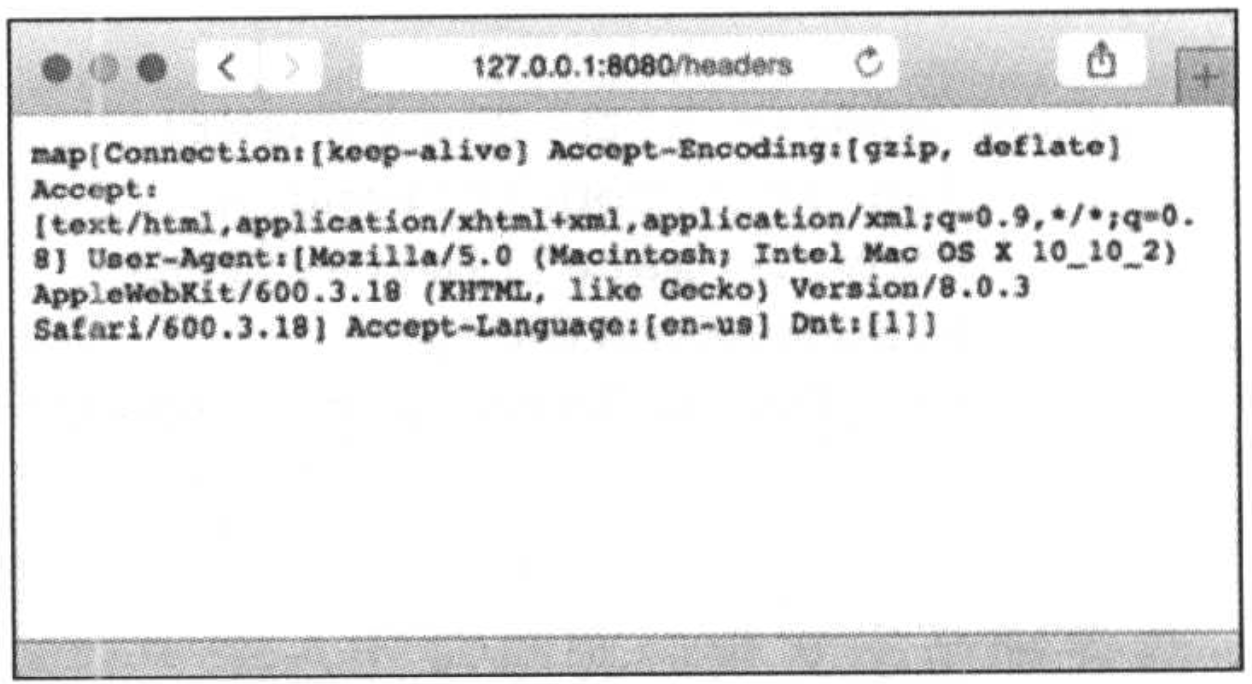 127.0.0.1:8080/headers
map[Connection:[keep-alive] Accept-Encoding:[gzip, deflate]
Accept:
[text/html,application/xhtml+xml,application/xml;q=0.9,*/*;q=0.
8] User-Agent:[Mozilla/5.0 (Macintosh; Intel Mac OS X 10_10_2)
AppleWebKit/600.3.18 (KHTML, like Gecko) Version/8.0.3
Safari/600.3.18] Accept-Language:[en-us] Dnt:[1]]